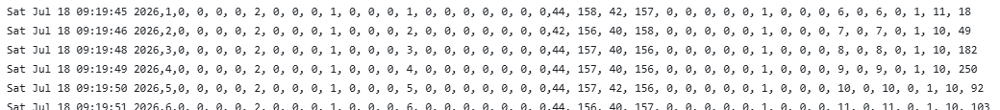 Sat Jul 18 09:19:45 2026,1,0, 0, 0, 0, 2, 0, 0, 0, 1, 0, 0, 0, 1, 0, 0, 0, 0, 0, 0, 0,44, 158, 42, 157, 0, 0, 0, 0, 0, 1, 0, 0, 0, 6, 0, 6, 0, 1, 11, 18
Sat Jul 18 09:19:46 2026,2,0, 0, 0, 0, 2, 0, 0, 0, 1, 0, 0, 0, 2, 0, 0, 0, 0, 0, 0, 0,42, 156, 40, 158, 0, 0, 0, 0, 0, 1, 0, 0, 0, 7, 0, 7, 0, 1, 10, 49
Sat Jul 18 09:19:48 2026,3,0, 0, 0, 0, 2, 0, 0, 0, 1, 0, 0, 0, 3, 0, 0, 0, 0, 0, 0, 0,44, 157, 40, 156, 0, 0, 0, 0, 0, 1, 0, 0, 0, 8, 0, 8, 0, 1, 10, 182
Sat Jul 18 09:19:49 2026,4,0, 0, 0, 0, 2, 0, 0, 0, 1, 0, 0, 0, 4, 0, 0, 0, 0, 0, 0, 0,44, 157, 40, 156, 0, 0, 0, 0, 0, 1, 0, 0, 0, 9, 0, 9, 0, 1, 10, 250
Sat Jul 18 09:19:50 2026,5,0, 0, 0, 0, 2, 0, 0, 0, 1, 0, 0, 0, 5, 0, 0, 0, 0, 0, 0, 0,44, 157, 42, 156, 0, 0, 0, 0, 0, 1, 0, 0, 0, 10, 0, 10, 0, 1, 10, 92
Sat Jul 18 09:19:51 2026,6,0, 0, 0, 0, 2, 0, 0, 0, 1, 0, 0, 0, 6, 0, 0, 0, 0, 0, 0, 0,44, 156, 40, 157, 0, 0, 0, 0, 0, 1, 0, 0, 0, 11, 0, 11, 0, 1, 10, 103